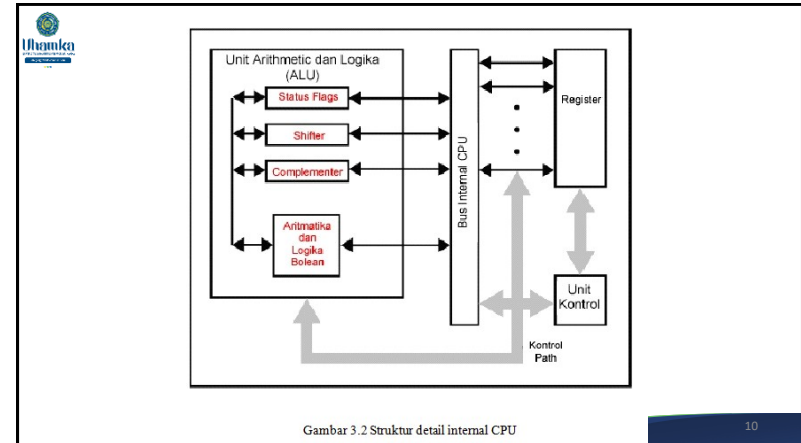 Uhamka
Unit Arithmetic dan Logika
(ALU)
Status Flags
Shifter
Complementer
Aritmatika
dan
Logika
Bolean
Bus Internal CPU
Register
Unit
Kontrol
Kontrol
Path
Gambar 3.2 Struktur detail internal CPU
10